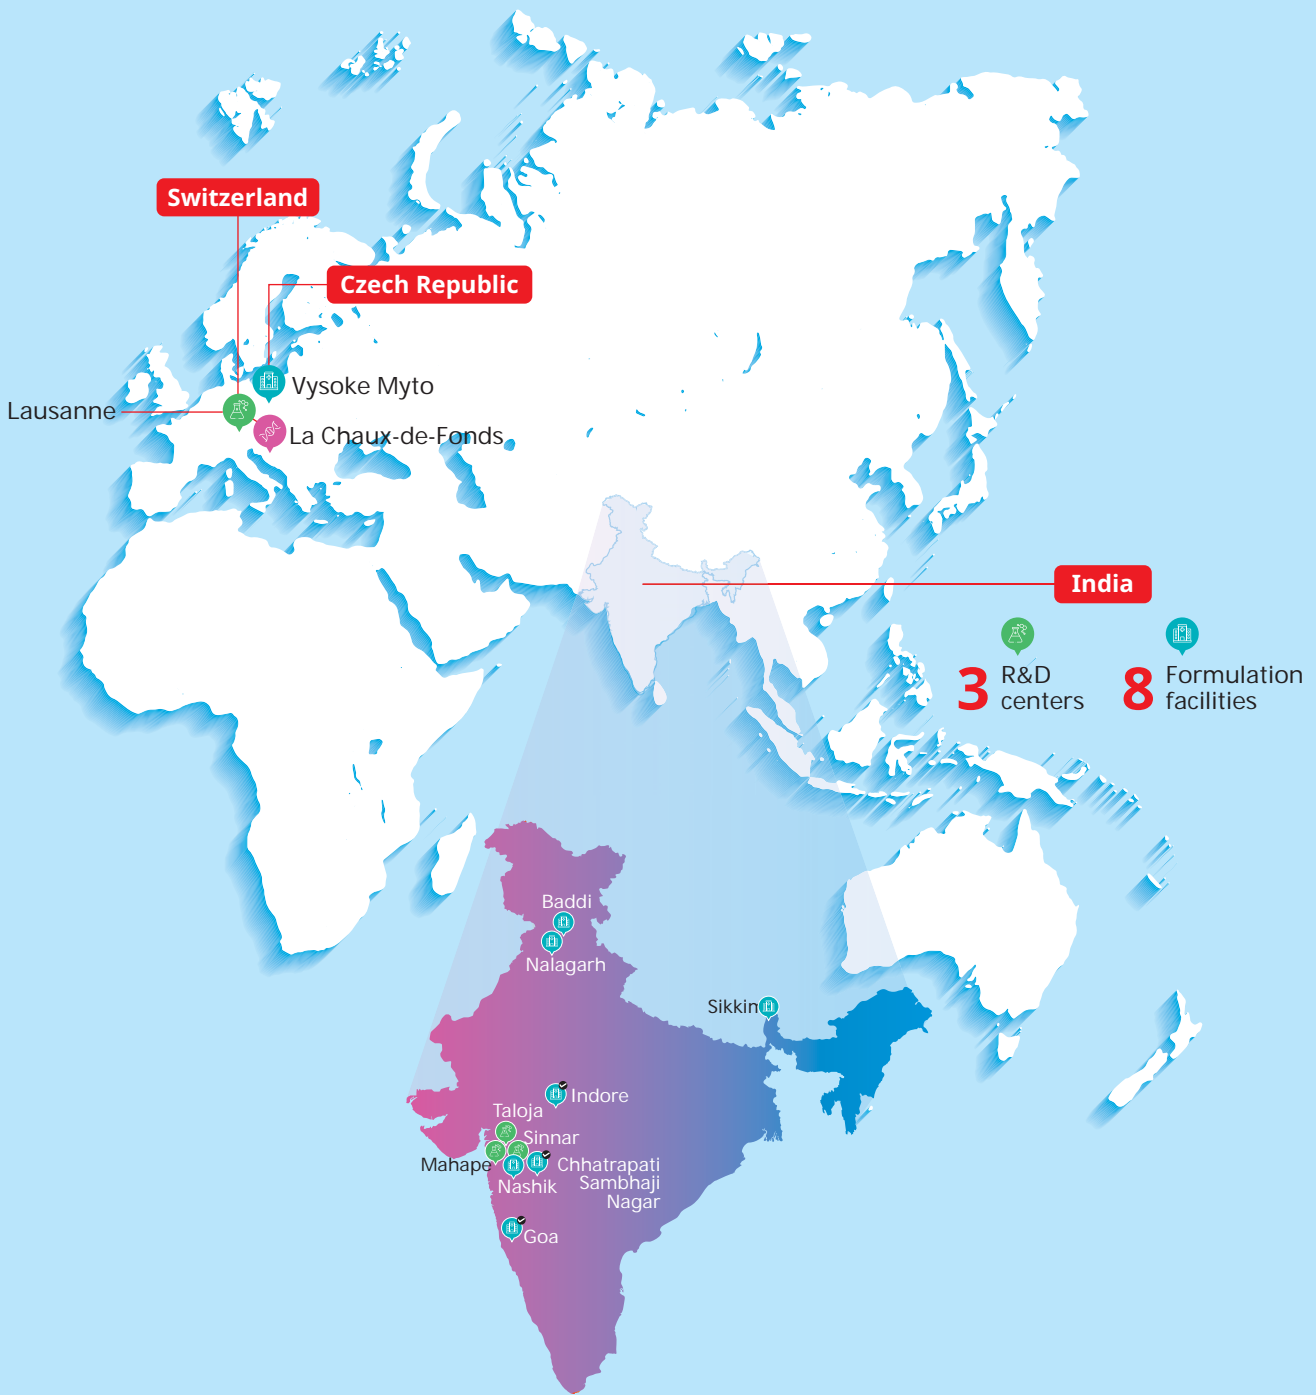 Switzerland
Czech Republic
Vysoke Myto
Lausanne
La Chaux-de-Fonds
India
3 R&D
centers
8 Formulation
facilities
Baddi
Nalagarh
Sikkin
Indore
Taloja
Sinnar
Mahape
Chhatrapati
Sambhaji
Nagar
Nashik
Goa